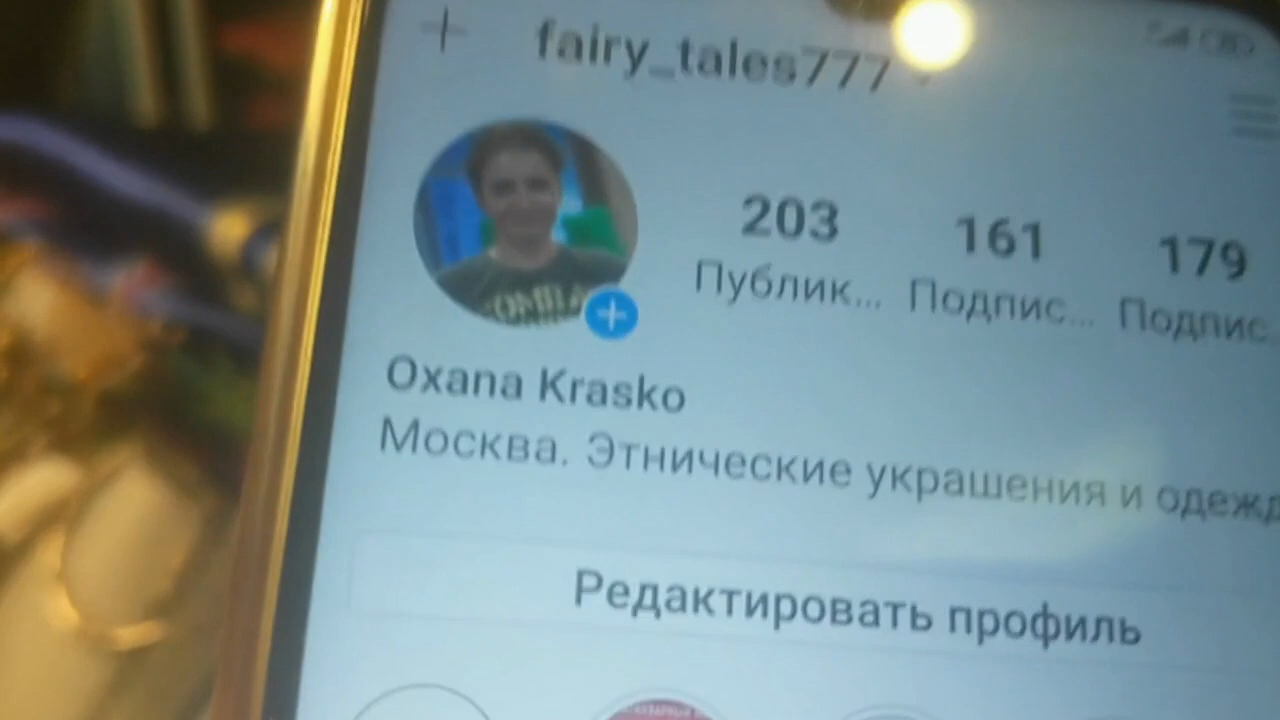 fairy_tales777
203 161 179
Публик... Подпис... Подпис...
Oxana Krasko
Москва. Этнические украшения и одежд
Редактировать профиль